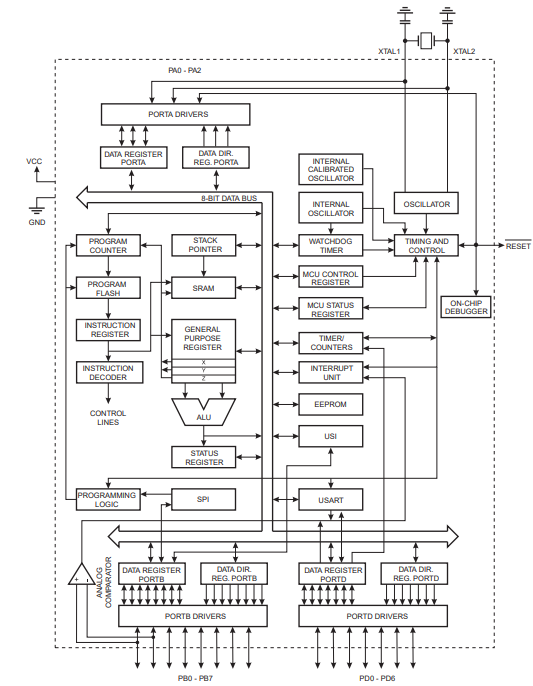 XTAL1
XTAL2
PA0 - PA2
PORTA DRIVERS
DATA REGISTER
PORTA
DATA DIR.
REG. PORTA
INTERNAL
CALIBRATED
OSCILLATOR
VCC
GND
8-BIT DATA BUS
INTERNAL
OSCILLATOR
OSCILLATOR
PROGRAM
COUNTER
STACK
POINTER
WATCHDOG
TIMER
TIMING AND
CONTROL
RESET
PROGRAM
FLASH
SRAM
MCU CONTROL
REGISTER
MCU STATUS
REGISTER
ON-CHIP
DEBUGGER
INSTRUCTION
REGISTER
GENERAL
PURPOSE
REGISTER
X
Y
Z
TIMER/
COUNTERS
INSTRUCTION
DECODER
INTERRUPT
UNIT
CONTROL
LINES
ALU
EEPROM
STATUS
REGISTER
USI
PROGRAMMING
LOGIC
SPI
USART
ANALOG
COMPARATOR
+
-
DATA REGISTER
PORTB
DATA DIR.
REG. PORTB
DATA REGISTER
PORTD
DATA DIR.
REG. PORTD
PORTB DRIVERS
PORTD DRIVERS
PB0 - PB7
PD0 - PD6